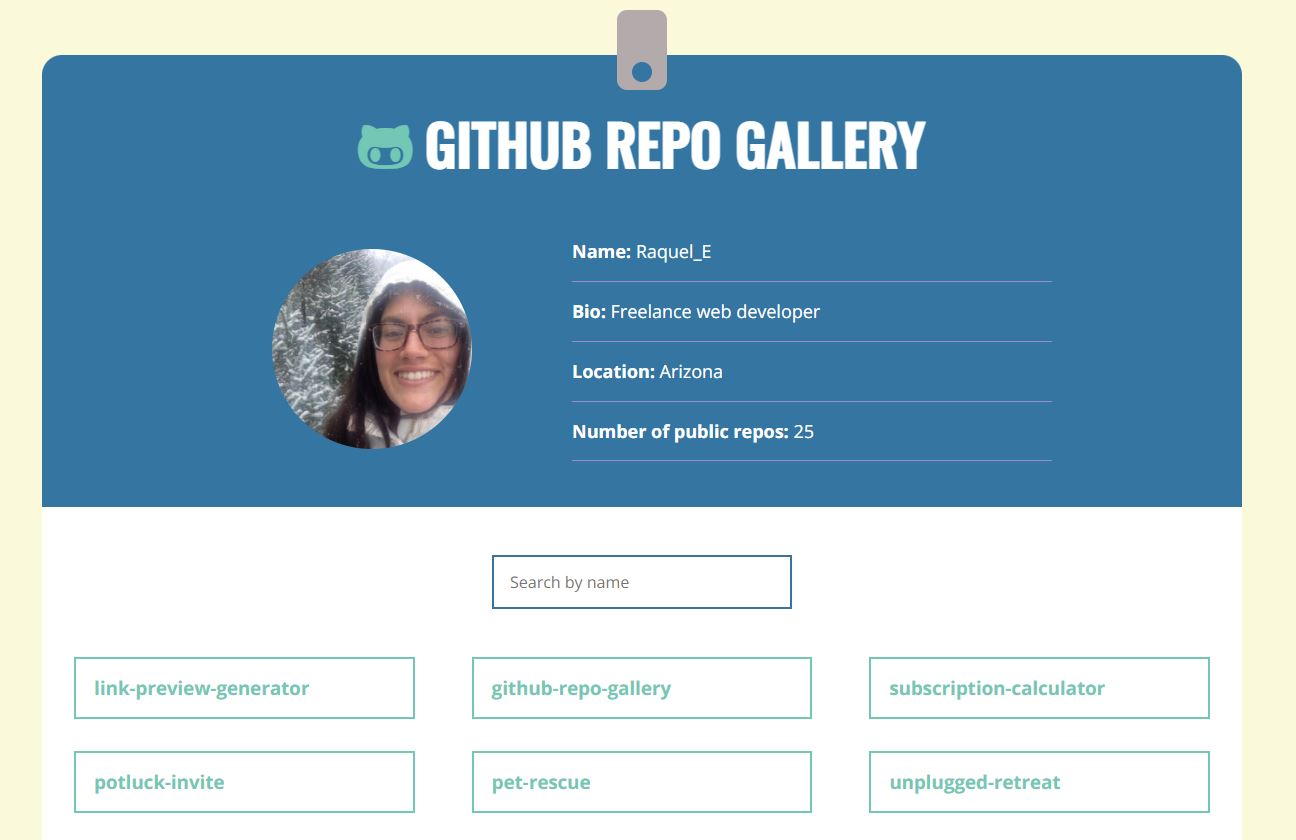 GITHUB REPO GALLERY
Name: Raquel_E
Bio: Freelance web developer
Location: Arizona
Number of public repos: 25
Search by name
link-preview-generator
github-repo-gallery
subscription-calculator
potluck-invite
pet-rescue
unplugged-retreat